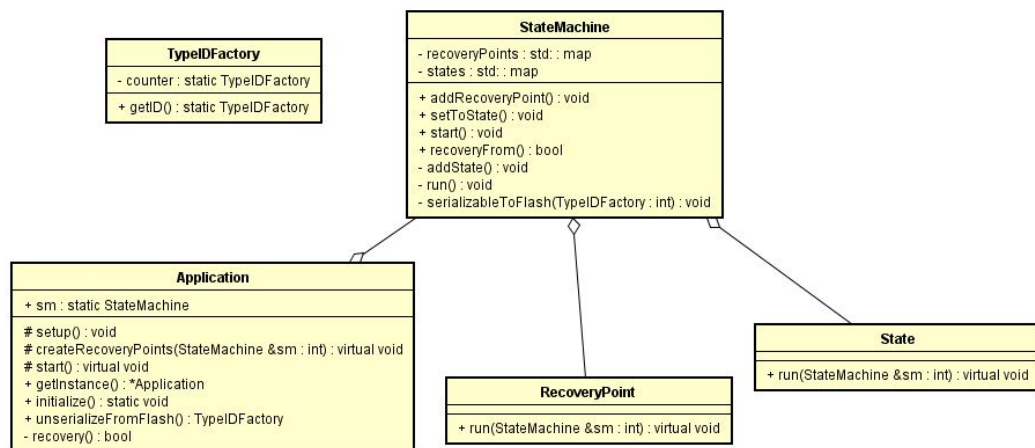 StateMachine
- recoveryPoints : std: : map
- states : std: : map
+ addRecoveryPoint() : void
+ setToState() : void
+ start() : void
+ recoveryFrom() : bool
- addState() : void
- run() : void
- serializableToFlash(TypeIDFactory : int) : void
TypeIDFactory
- counter : static TypeIDFactory
+ getID() : static TypeIDFactory
Application
+ sm : static StateMachine
# setup() : void
# createRecoveryPoints(StateMachine &sm : int) : virtual void
# start() : virtual void
+ getInstance() : *Application
+ initialize() : static void
+ unserializeFromFlash() : TypeIDFactory
- recovery() : bool
RecoveryPoint
+ run(StateMachine &sm : int) : virtual void
State
+ run(StateMachine &sm : int) : virtual void